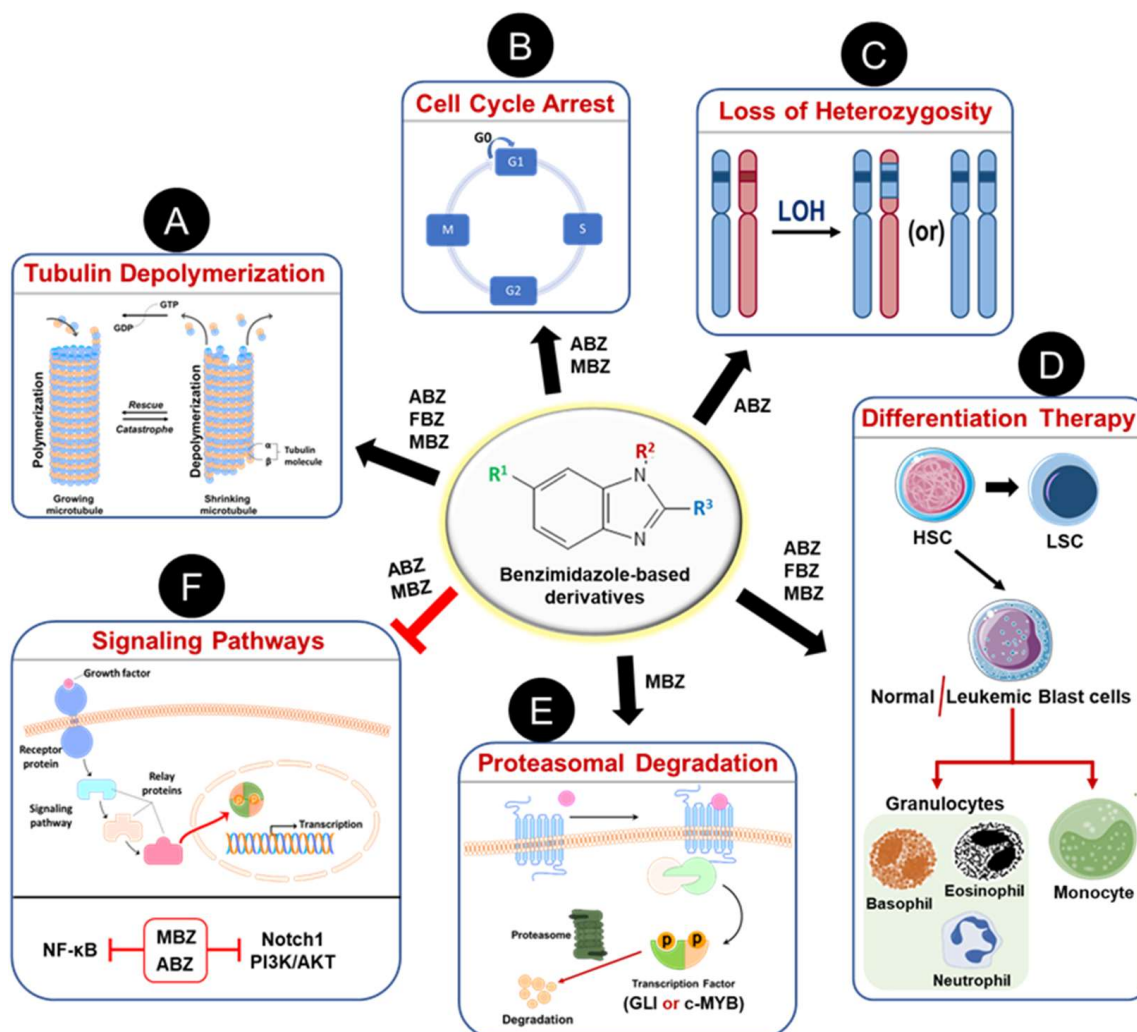 A
Tubulin Depolymerization
GTP
GDP
Polymerization
Rescue
Catastrophe
Depolymerization
α
β
Tubulin
molecule
Growing
microtubule
Shrinking
microtubule
B
Cell Cycle Arrest
G0
G1
M
S
G2
C
Loss of Heterozygosity
LOH
(or)
ABZ
FBZ
MBZ
ABZ
MBZ
ABZ
R¹
R²
N
R³
N
Benzimidazole-based
derivatives
ABZ
MBZ
MBZ
ABZ
FBZ
MBZ
D
Differentiation Therapy
HSC
LSC
Normal / Leukemic Blast cells
Granulocytes
Basophil
Eosinophil
Neutrophil
Monocyte
E
Proteasomal Degradation
Proteasome
P
P
Transcription Factor
(GLI or c-MYB)
Degradation
F
Signaling Pathways
Growth factor
Receptor
protein
Relay
proteins
Signaling
pathway
Transcription
NF-κB
MBZ
ABZ
Notch1
PI3K/AKT